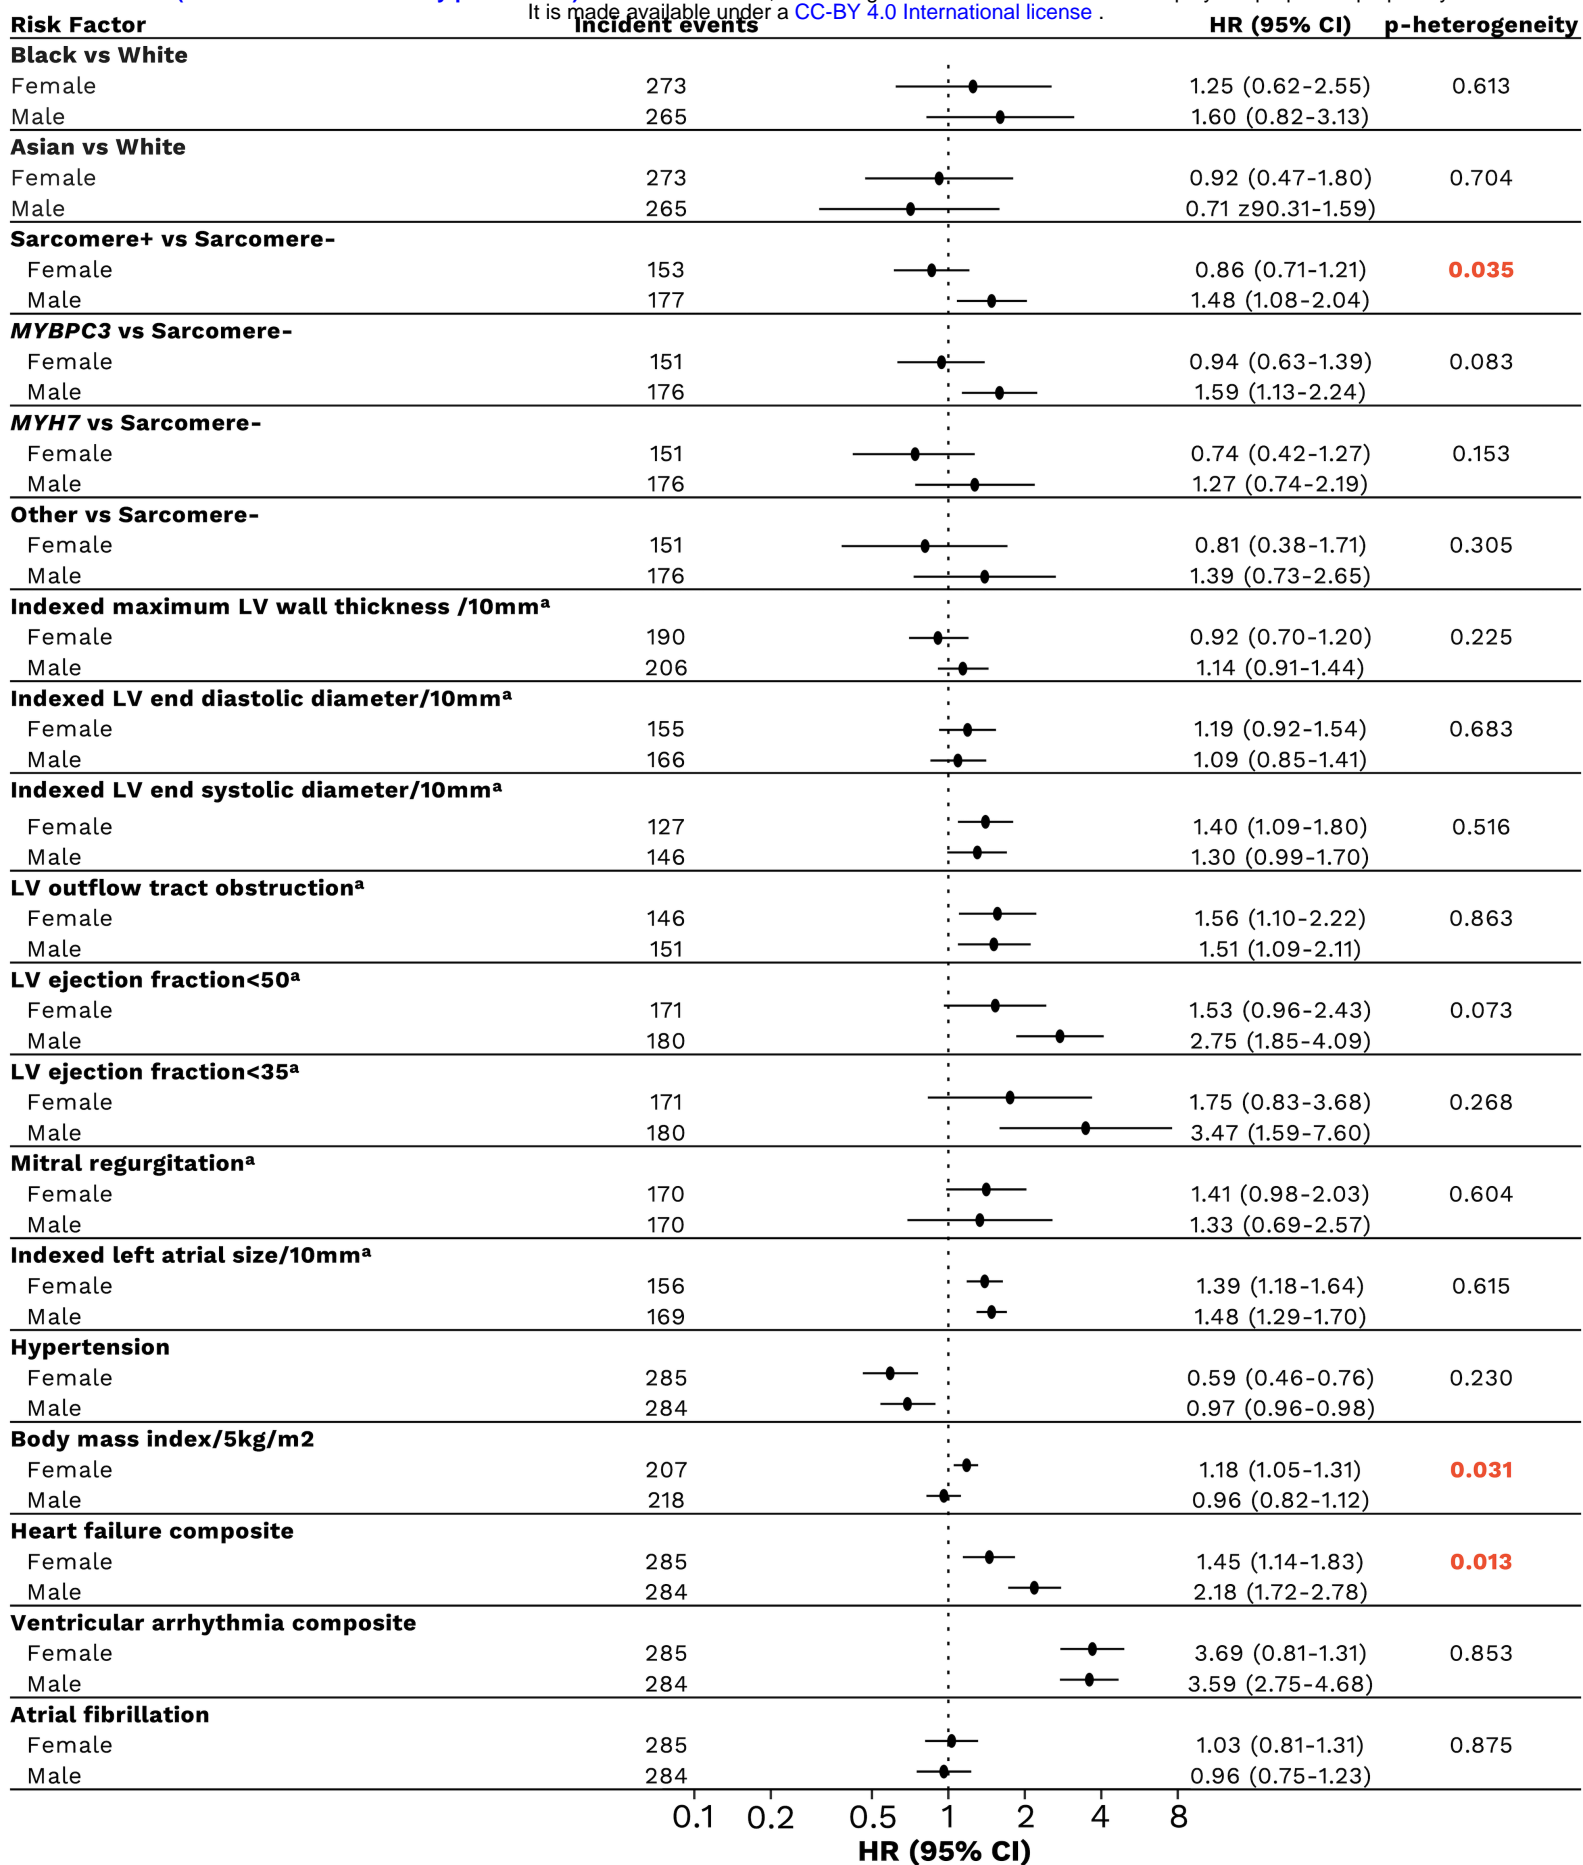 It is made available under a CC-BY 4.0 International license .
Risk Factor Incident events HR (95% CI) p-heterogeneity
Black vs White
Female 273 1.25 (0.62-2.55) 0.613
Male 265 1.60 (0.82-3.13)
Asian vs White
Female 273 0.92 (0.47-1.80) 0.704
Male 265 0.71 z90.31-1.59)
Sarcomere+ vs Sarcomere-
Female 153 0.86 (0.71-1.21) 0.035
Male 177 1.48 (1.08-2.04)
MYBPC3 vs Sarcomere-
Female 151 0.94 (0.63-1.39) 0.083
Male 176 1.59 (1.13-2.24)
MYH7 vs Sarcomere-
Female 151 0.74 (0.42-1.27) 0.153
Male 176 1.27 (0.74-2.19)
Other vs Sarcomere-
Female 151 0.81 (0.38-1.71) 0.305
Male 176 1.39 (0.73-2.65)
Indexed maximum LV wall thickness /10mmᵃ
Female 190 0.92 (0.70-1.20) 0.225
Male 206 1.14 (0.91-1.44)
Indexed LV end diastolic diameter/10mmᵃ
Female 155 1.19 (0.92-1.54) 0.683
Male 166 1.09 (0.85-1.41)
Indexed LV end systolic diameter/10mmᵃ
Female 127 1.40 (1.09-1.80) 0.516
Male 146 1.30 (0.99-1.70)
LV outflow tract obstructionᵃ
Female 146 1.56 (1.10-2.22) 0.863
Male 151 1.51 (1.09-2.11)
LV ejection fraction<50ᵃ
Female 171 1.53 (0.96-2.43) 0.073
Male 180 2.75 (1.85-4.09)
LV ejection fraction<35ᵃ
Female 171 1.75 (0.83-3.68) 0.268
Male 180 3.47 (1.59-7.60)
Mitral regurgitationᵃ
Female 170 1.41 (0.98-2.03) 0.604
Male 170 1.33 (0.69-2.57)
Indexed left atrial size/10mmᵃ
Female 156 1.39 (1.18-1.64) 0.615
Male 169 1.48 (1.29-1.70)
Hypertension
Female 285 0.59 (0.46-0.76) 0.230
Male 284 0.97 (0.96-0.98)
Body mass index/5kg/m2
Female 207 1.18 (1.05-1.31) 0.031
Male 218 0.96 (0.82-1.12)
Heart failure composite
Female 285 1.45 (1.14-1.83) 0.013
Male 284 2.18 (1.72-2.78)
Ventricular arrhythmia composite
Female 285 3.69 (0.81-1.31) 0.853
Male 284 3.59 (2.75-4.68)
Atrial fibrillation
Female 285 1.03 (0.81-1.31) 0.875
Male 284 0.96 (0.75-1.23)
0.1 0.2 0.5 1 2 4 8
HR (95% CI)